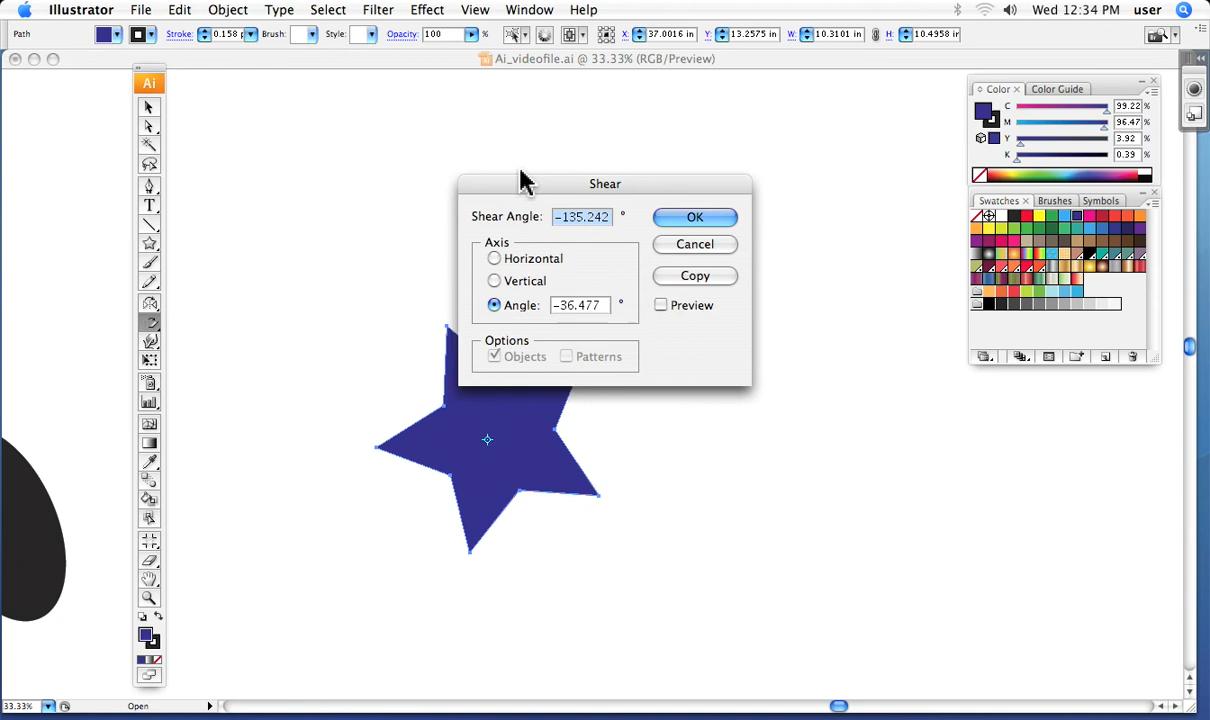 Illustrator File Edit Object Type Select Filter Effect View Window Help Wed 12:34 PM user
Path Stroke: 0.158 p Brush: Style: Opacity: 100 % X: 37.0016 in Y: 13.2575 in W: 10.3101 in H: 10.4958 in
Ai_videofile.ai @ 33.33% (RGB/Preview)
Ai
Color × Color Guide
C 99.22 %
M 96.47 %
Y 3.92 %
K 0.39 %
Swatches × Brushes Symbols
Shear
Shear Angle: -135.242 °
OK
Axis
Cancel
Horizontal
Copy
Vertical
Angle: -36.477 °
Preview
Options
Objects Patterns
T
33.33% Open